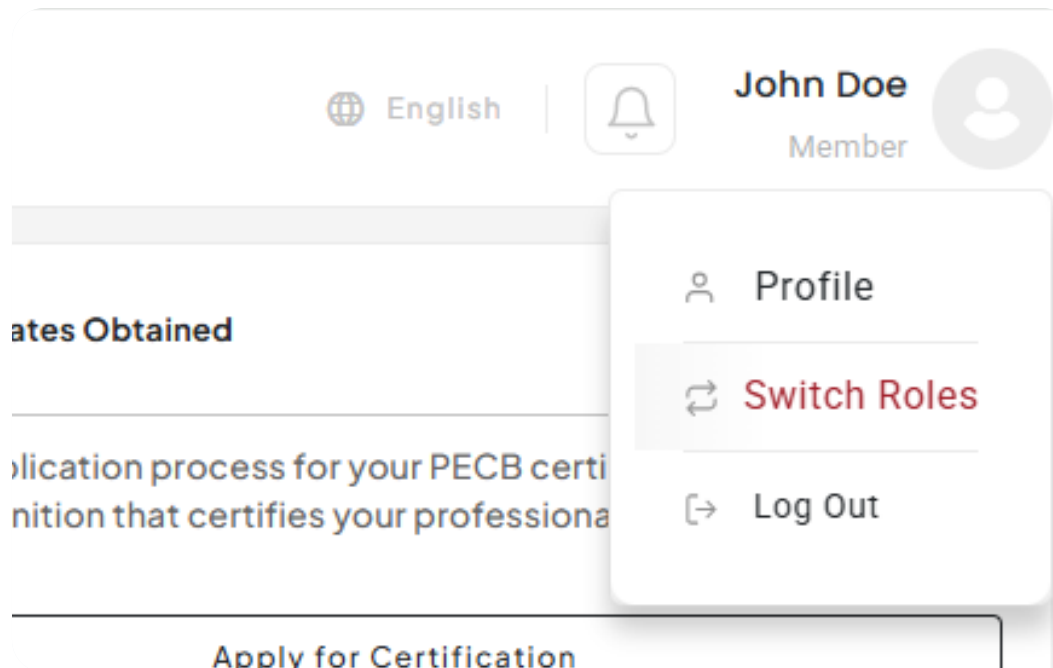 English
John Doe
Member
Profile
Switch Roles
Log Out
ates Obtained
lication process for your PECB certi
nition that certifies your professiona
Apply for Certification